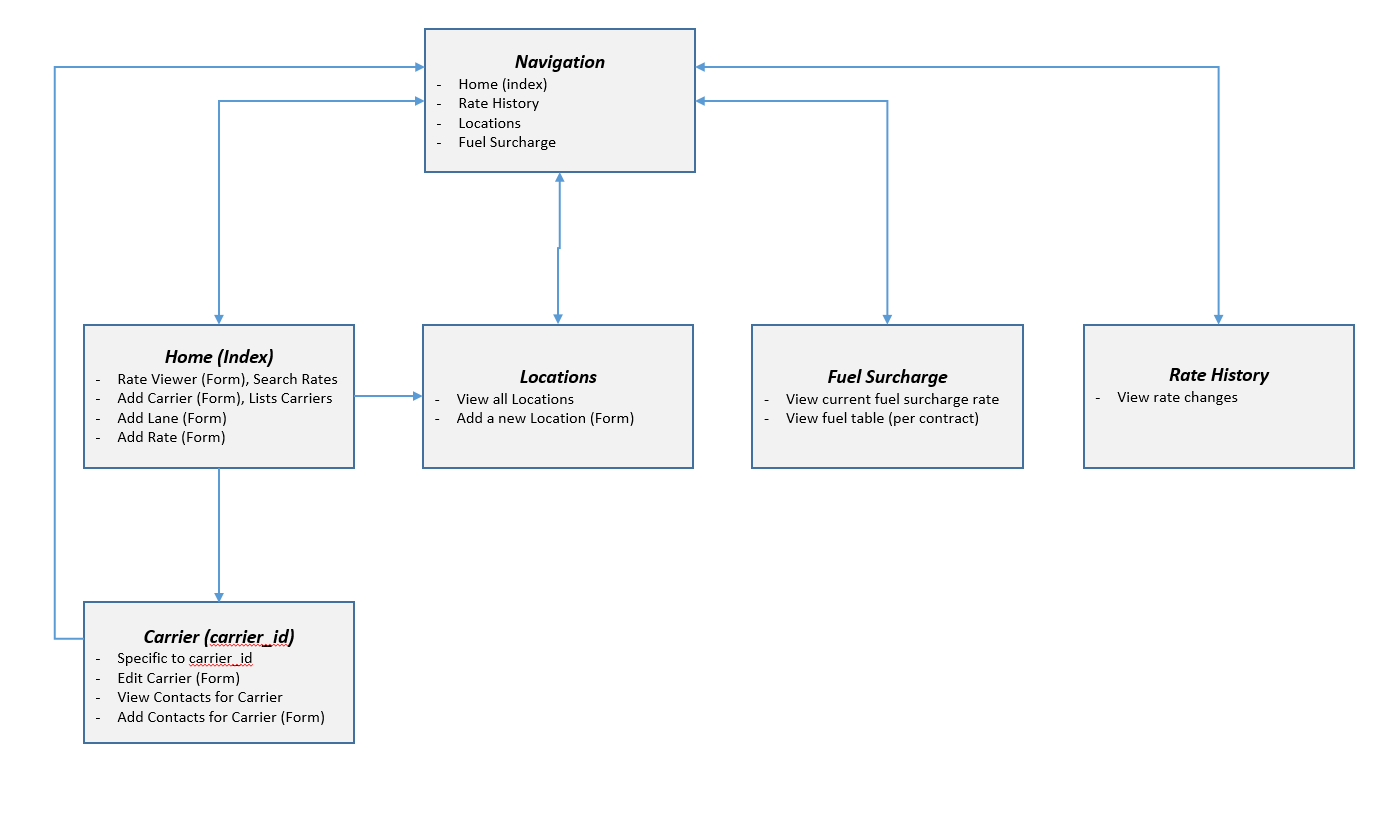 Navigation
- Home (index)
- Rate History
- Locations
- Fuel Surcharge
Home (Index)
- Rate Viewer (Form), Search Rates
- Add Carrier (Form), Lists Carriers
- Add Lane (Form)
- Add Rate (Form)
Locations
- View all Locations
- Add a new Location (Form)
Fuel Surcharge
- View current fuel surcharge rate
- View fuel table (per contract)
Rate History
- View rate changes
Carrier (carrier_id)
- Specific to carrier_id
- Edit Carrier (Form)
- View Contacts for Carrier
- Add Contacts for Carrier (Form)